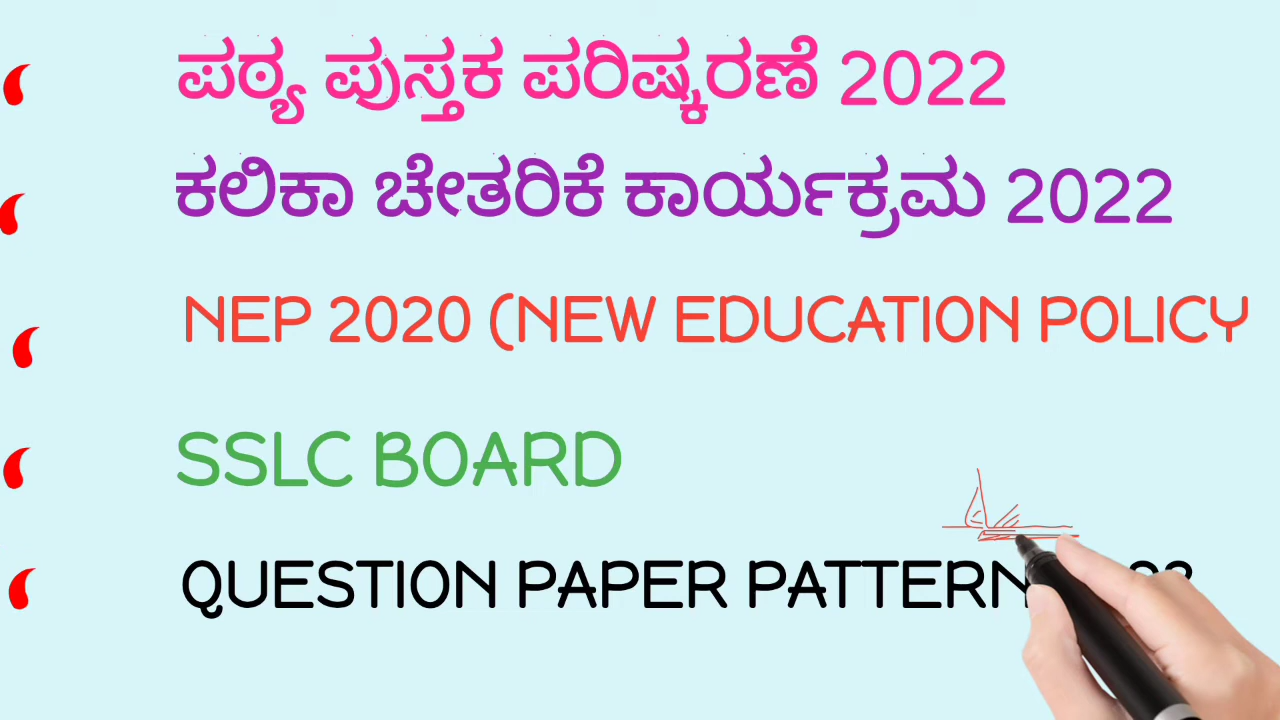 ಪಠ್ಯ ಪುಸ್ತಕ ಪರಿಷ್ಕರಣೆ 2022
ಕಲಿಕಾ ಚೇತರಿಕೆ ಕಾರ್ಯಕ್ರಮ 2022
NEP 2020 (NEW EDUCATION POLICY
SSLC BOARD
QUESTION PAPER PATTERN